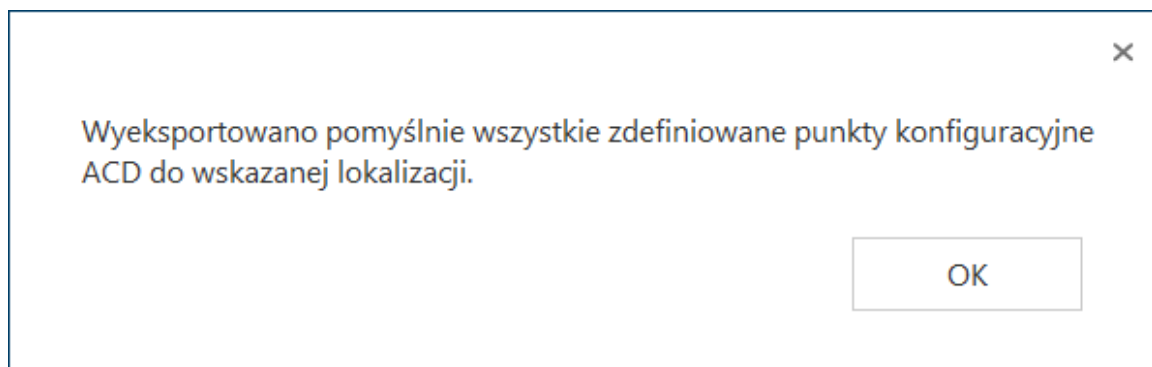 Wyeksportowano pomyślnie wszystkie zdefiniowane punkty konfiguracyjne
ACD do wskazanej lokalizacji.
OK